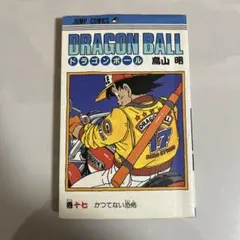 JUMP COMICS
DRAGON BALL
ドラゴンボール
鳥山 明
17
巻十七 かつてない恐怖